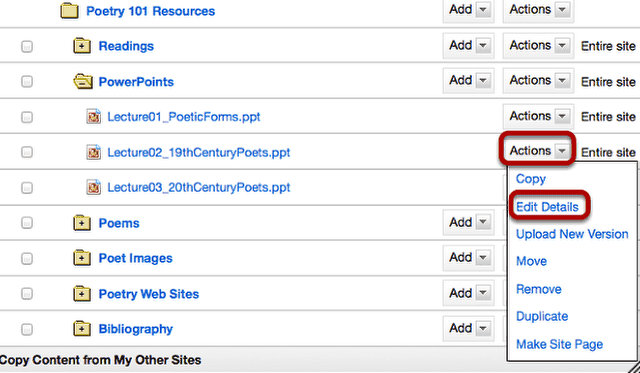 Poetry 101 Resources Add Actions
Readings Add Actions Entire site
PowerPoints Add Actions Entire site
Lecture01_PoeticForms.ppt Actions Entire site
Lecture02_19thCenturyPoets.ppt Actions Entire site
Lecture03_20thCenturyPoets.ppt
Copy
Edit Details
Upload New Version
Move
Remove
Duplicate
Make Site Page
Poems Add
Poet Images Add
Poetry Web Sites Add
Bibliography Add
Copy Content from My Other Sites